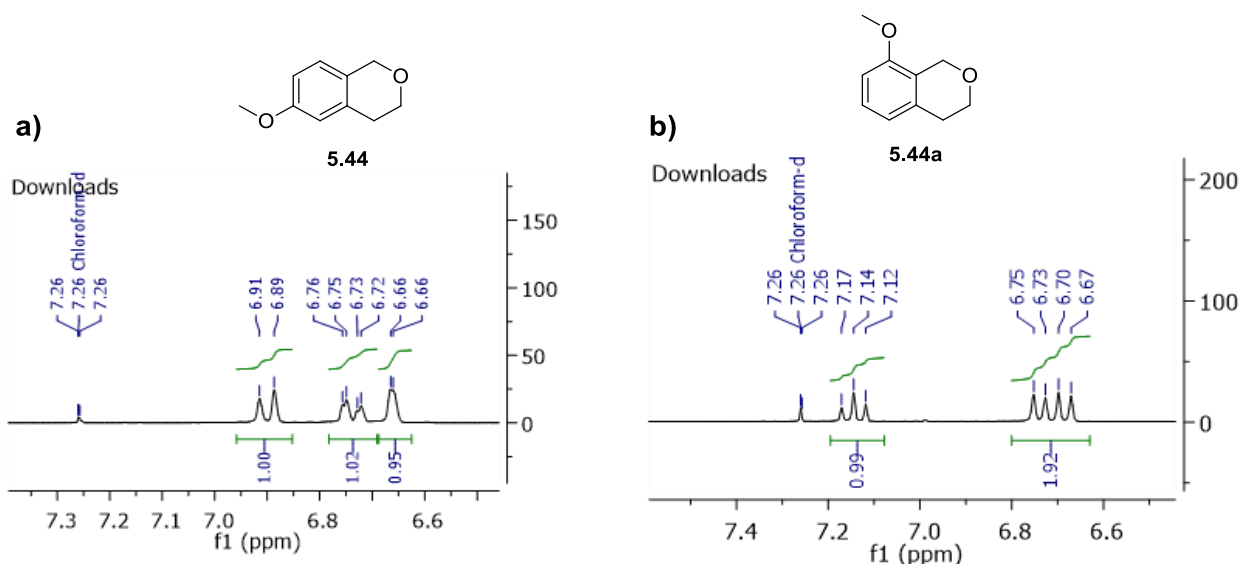 O
O
5.44
a)
Downloads
7.26
7.26 Chloroform-d
7.26
6.91
6.89
6.76
6.75
6.73
6.72
6.66
6.66
150
100
50
0
1.00
1.02
0.95
7.3 7.2 7.1 7.0 6.8 6.6
f1 (ppm)
O
O
5.44a
b)
Downloads
7.26
7.26 Chloroform-d
7.26
7.17
7.14
7.12
6.75
6.73
6.70
6.67
200
100
0
0.99
1.92
7.4 7.2 7.0 6.8 6.6
f1 (ppm)